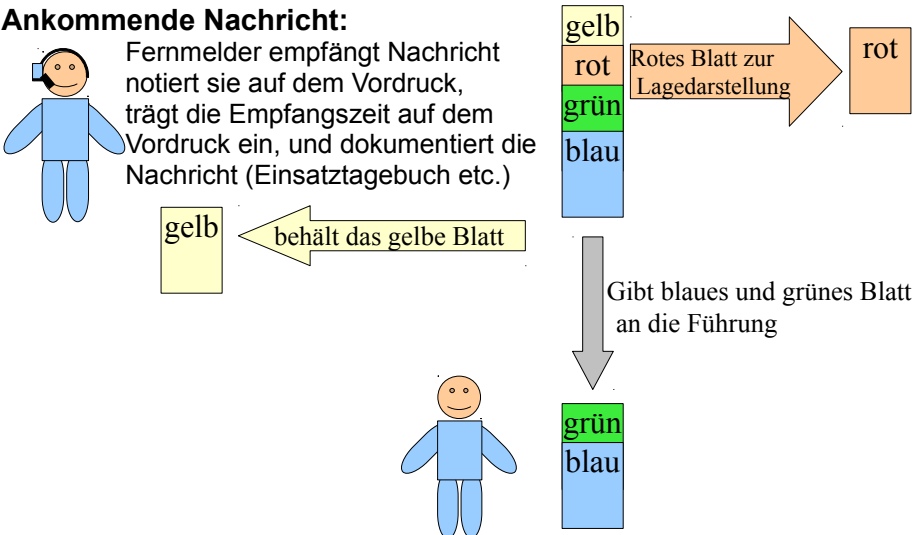 Ankommende Nachricht:
Fernmelder empfängt Nachricht
notiert sie auf dem Vordruck,
trägt die Empfangszeit auf dem
Vordruck ein, und dokumentiert die
Nachricht (Einsatztagebuch etc.)
gelb
rot
grün
blau
Rotes Blatt zur
Lagedarstellung
rot
gelb
behält das gelbe Blatt
Gibt blaues und grünes Blatt
an die Führung
grün
blau